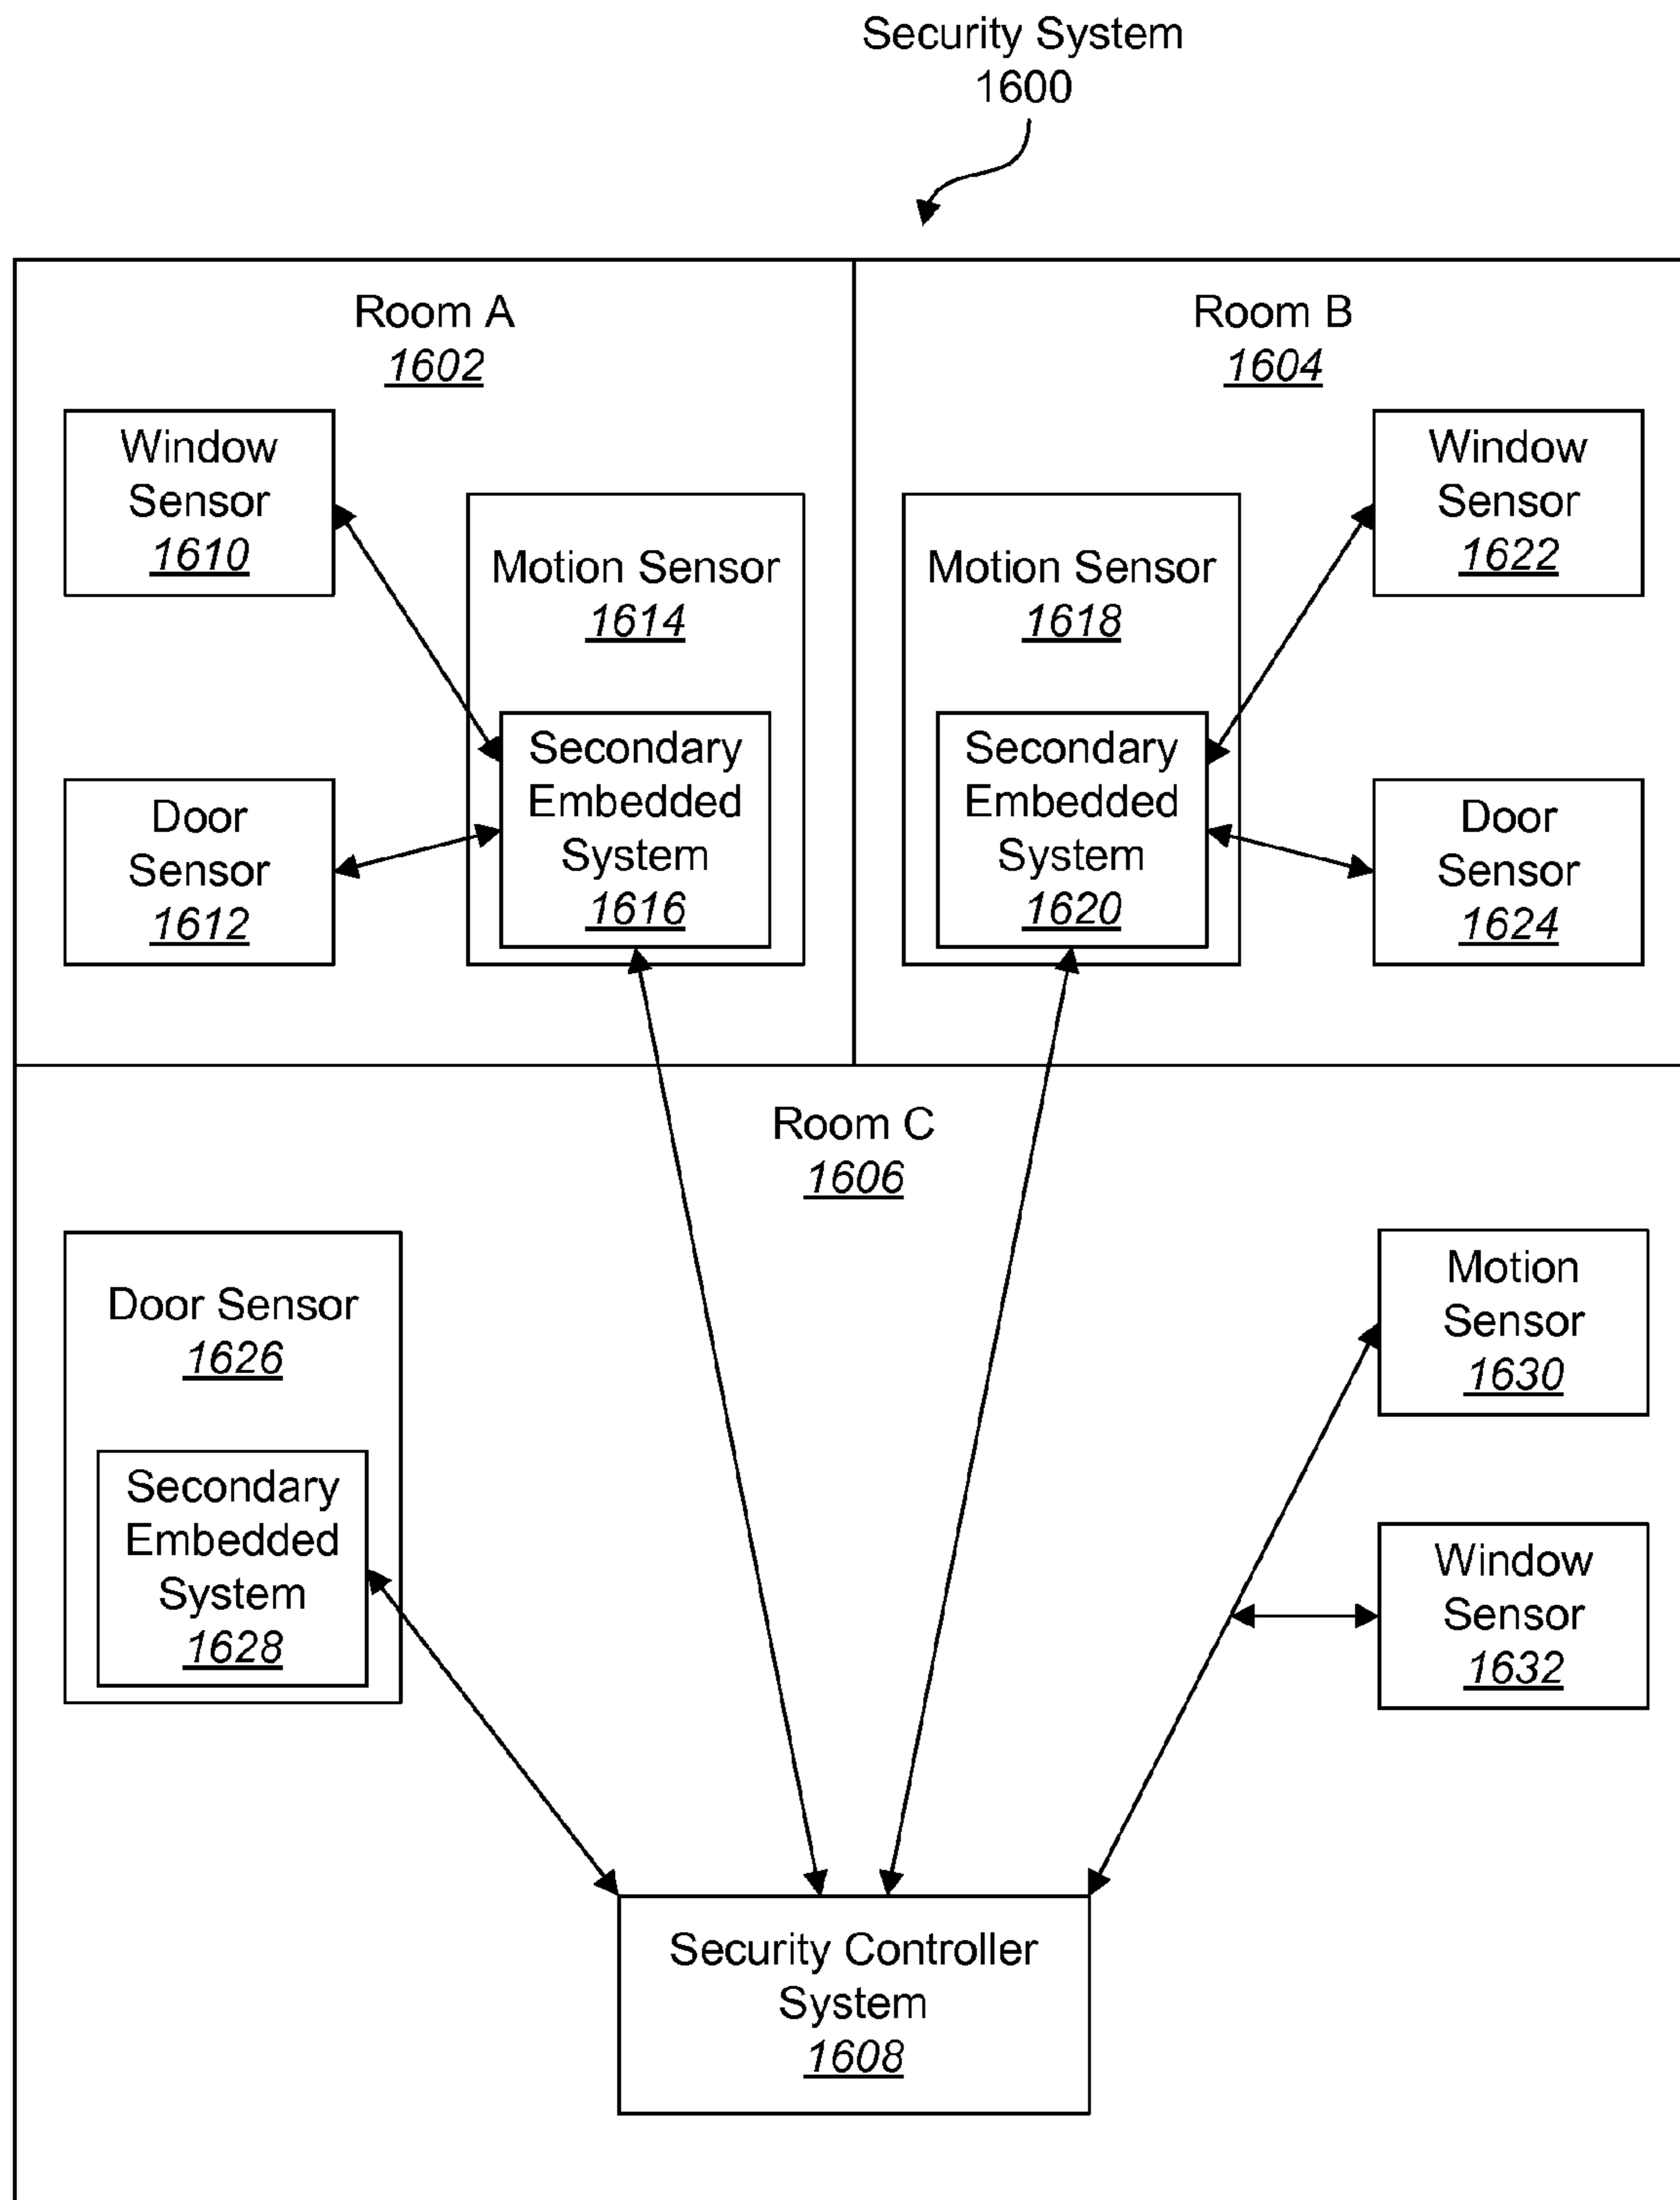 Security System
1600
Room A
1602
Room B
1604
Window
Sensor
1610
Motion Sensor
1614
Secondary
Embedded
System
1616
Door
Sensor
1612
Motion Sensor
1618
Secondary
Embedded
System
1620
Window
Sensor
1622
Door
Sensor
1624
Room C
1606
Door Sensor
1626
Secondary
Embedded
System
1628
Motion
Sensor
1630
Window
Sensor
1632
Security Controller
System
1608